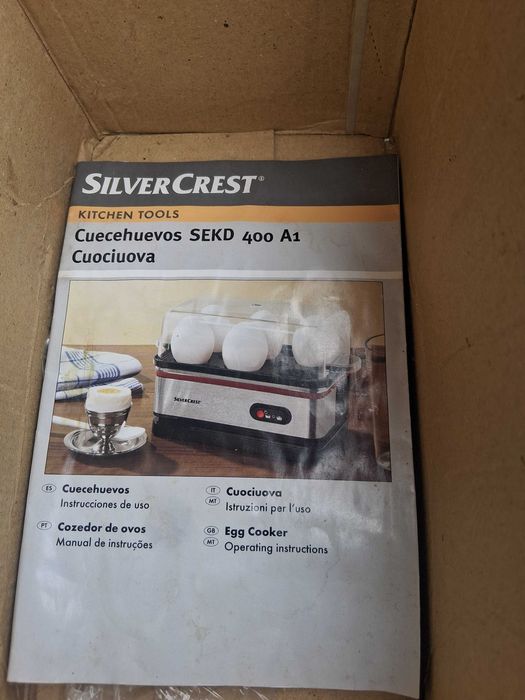 SILVERCREST®
KITCHEN TOOLS
Cuecehuevos SEKD 400 A1
Cuociuova
SILVERCREST
ES Cuecehuevos
Instrucciones de uso
PT Cozedor de ovos
Manual de instruções
IT MT Cuociuova
Istruzioni per l'uso
GB MT Egg Cooker
Operating instructions